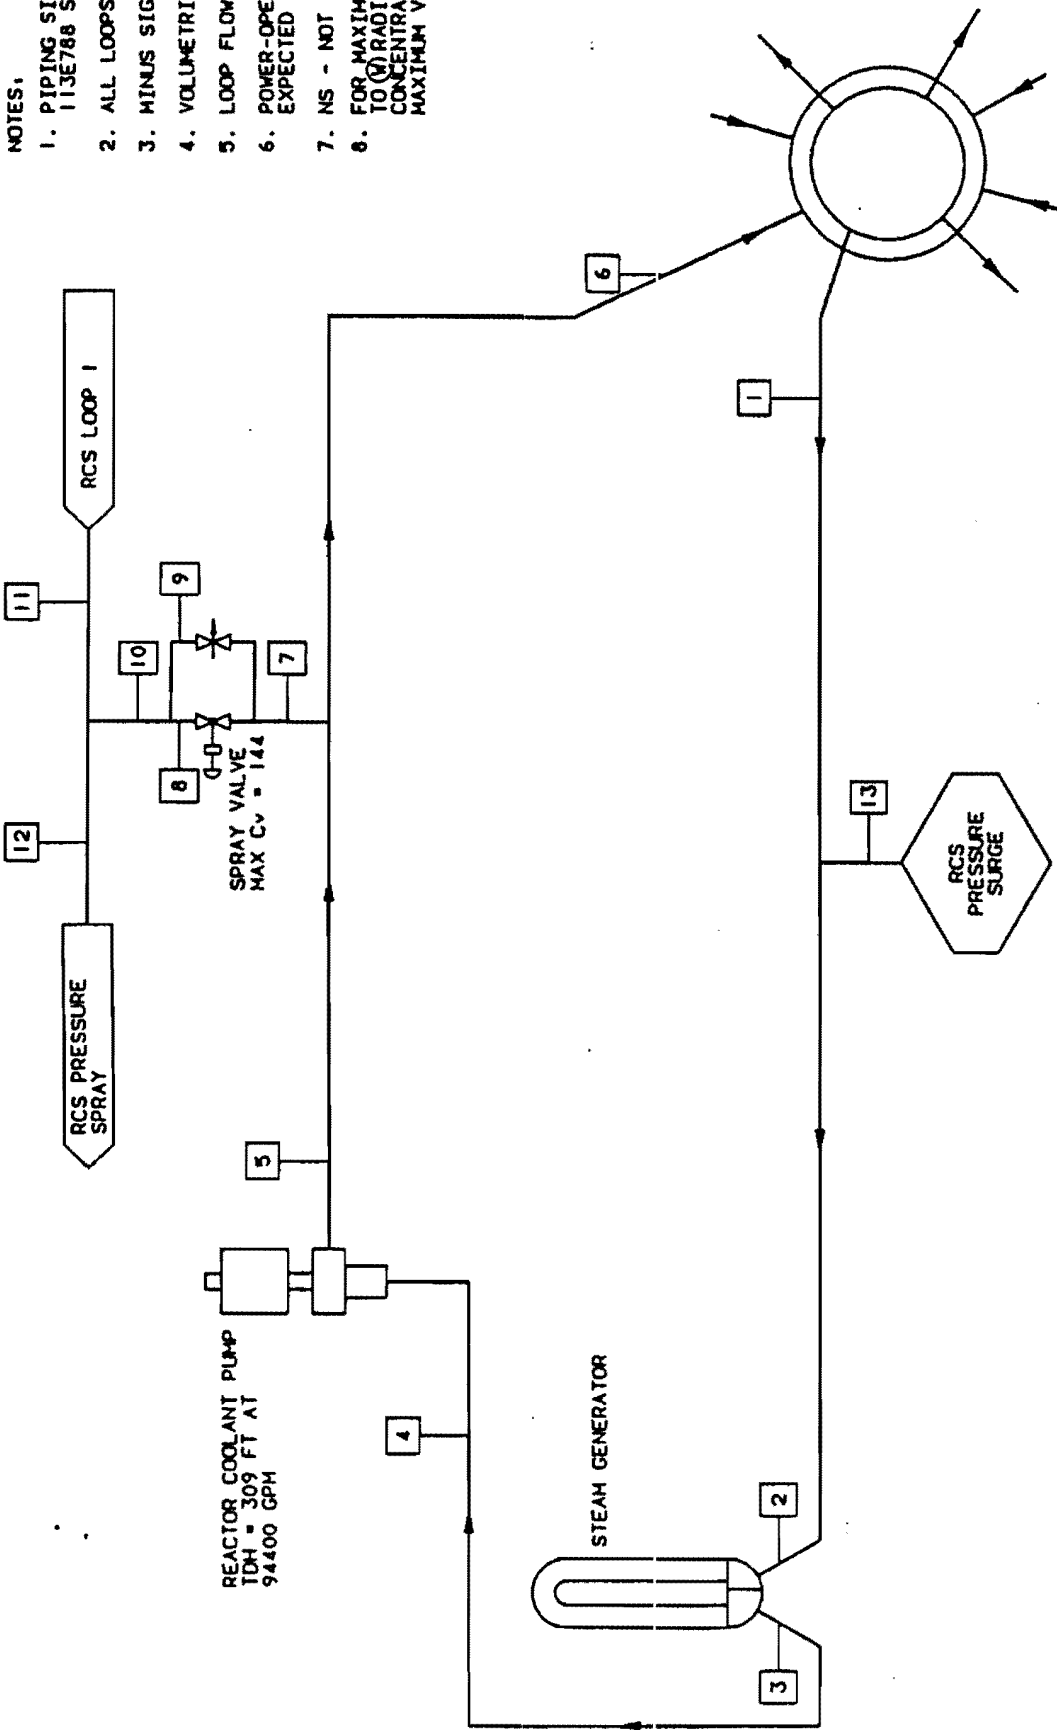 NOTES:
1. PIPING SI
113E788 S
2. ALL LOOPS
3. MINUS SIG
4. VOLUMETRI
5. LOOP FLOW
6. POWER-OPE
EXPECTED
7. NS - NOT
8. FOR MAXIM
TO Ⓦ RADI
CONCENTRA
MAXIMUM V
RCS PRESSURE
SPRAY
12
11
RCS LOOP 1
10
8
9
7
SPRAY VALVE
MAX Cv = 144
REACTOR COOLANT PUMP
TDH = 309 FT AT
94400 GPM
5
6
4
STEAM GENERATOR
3
2
1
13
RCS
PRESSURE
SURGE